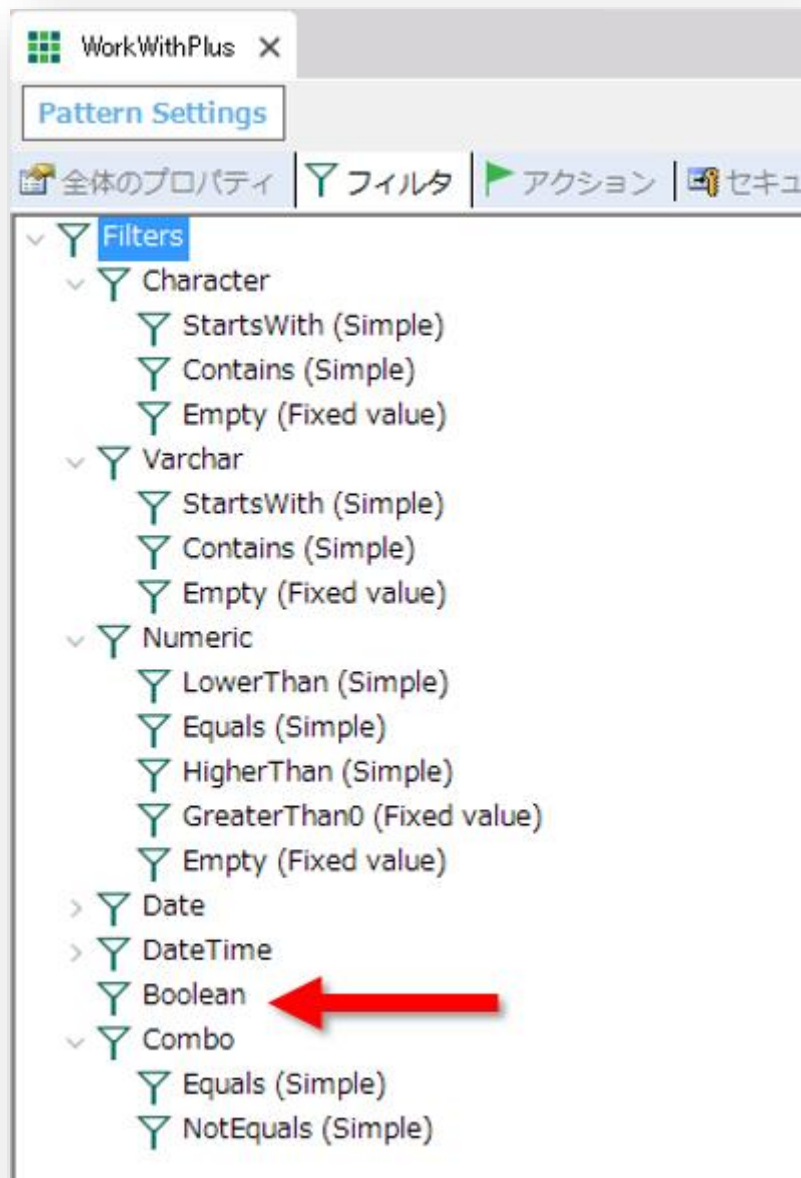 WorkWithPlus ×
Pattern Settings
全体のプロパティ フィルタ アクション セキュ
Filters
Character
StartsWith (Simple)
Contains (Simple)
Empty (Fixed value)
Varchar
StartsWith (Simple)
Contains (Simple)
Empty (Fixed value)
Numeric
LowerThan (Simple)
Equals (Simple)
HigherThan (Simple)
GreaterThan0 (Fixed value)
Empty (Fixed value)
Date
DateTime
Boolean
Combo
Equals (Simple)
NotEquals (Simple)